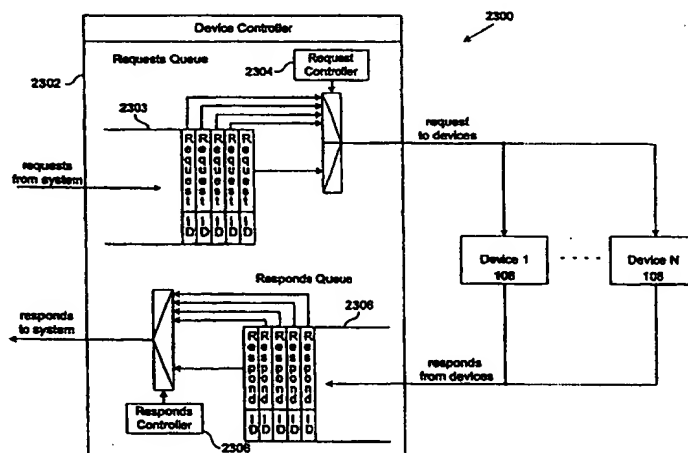 Device Controller
2300
Requests Queue
2302
2304
Request
Controller
2303
request
to devices
requests
from system
Request ID
Request ID
Request ID
Request ID
Request ID
Device 1
108
Device N
108
Responds Queue
2306
responds
to system
Respond ID
Respond ID
Respond ID
Respond ID
Respond ID
responds
from devices
Responds
Controller
2306